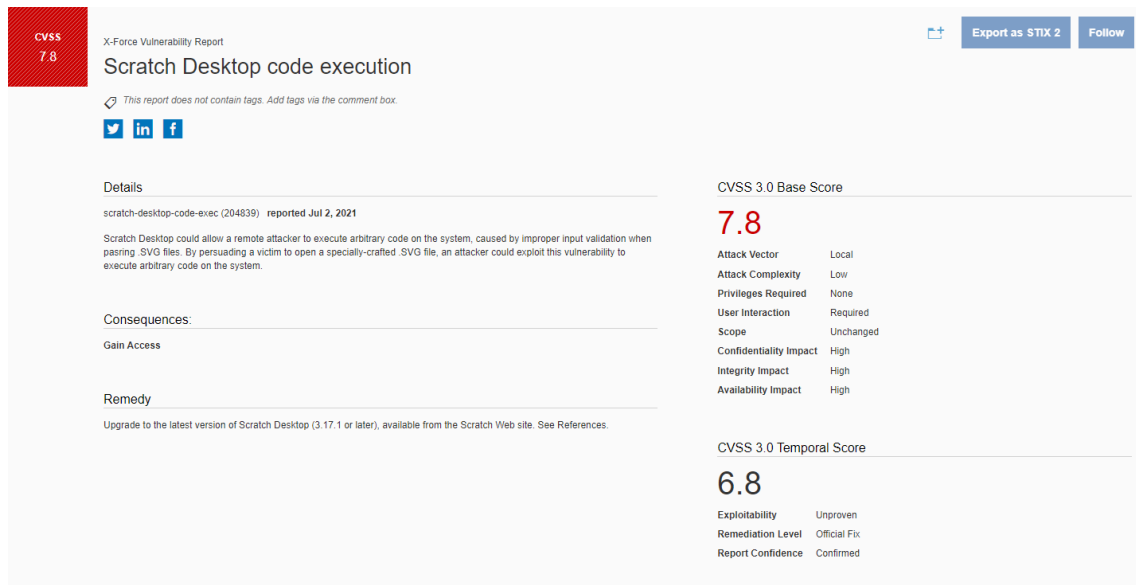 CVSS
7.8
X-Force Vulnerability Report
Scratch Desktop code execution
This report does not contain tags. Add tags via the comment box.
Export as STIX 2
Follow
Details
scratch-desktop-code-exec (204839) reported Jul 2, 2021
Scratch Desktop could allow a remote attacker to execute arbitrary code on the system, caused by improper input validation when
pasring .SVG files. By persuading a victim to open a specially-crafted .SVG file, an attacker could exploit this vulnerability to
execute arbitrary code on the system.
Consequences:
Gain Access
Remedy
Upgrade to the latest version of Scratch Desktop (3.17.1 or later), available from the Scratch Web site. See References.
CVSS 3.0 Base Score
7.8
Attack Vector Local
Attack Complexity Low
Privileges Required None
User Interaction Required
Scope Unchanged
Confidentiality Impact High
Integrity Impact High
Availability Impact High
CVSS 3.0 Temporal Score
6.8
Exploitability Unproven
Remediation Level Official Fix
Report Confidence Confirmed